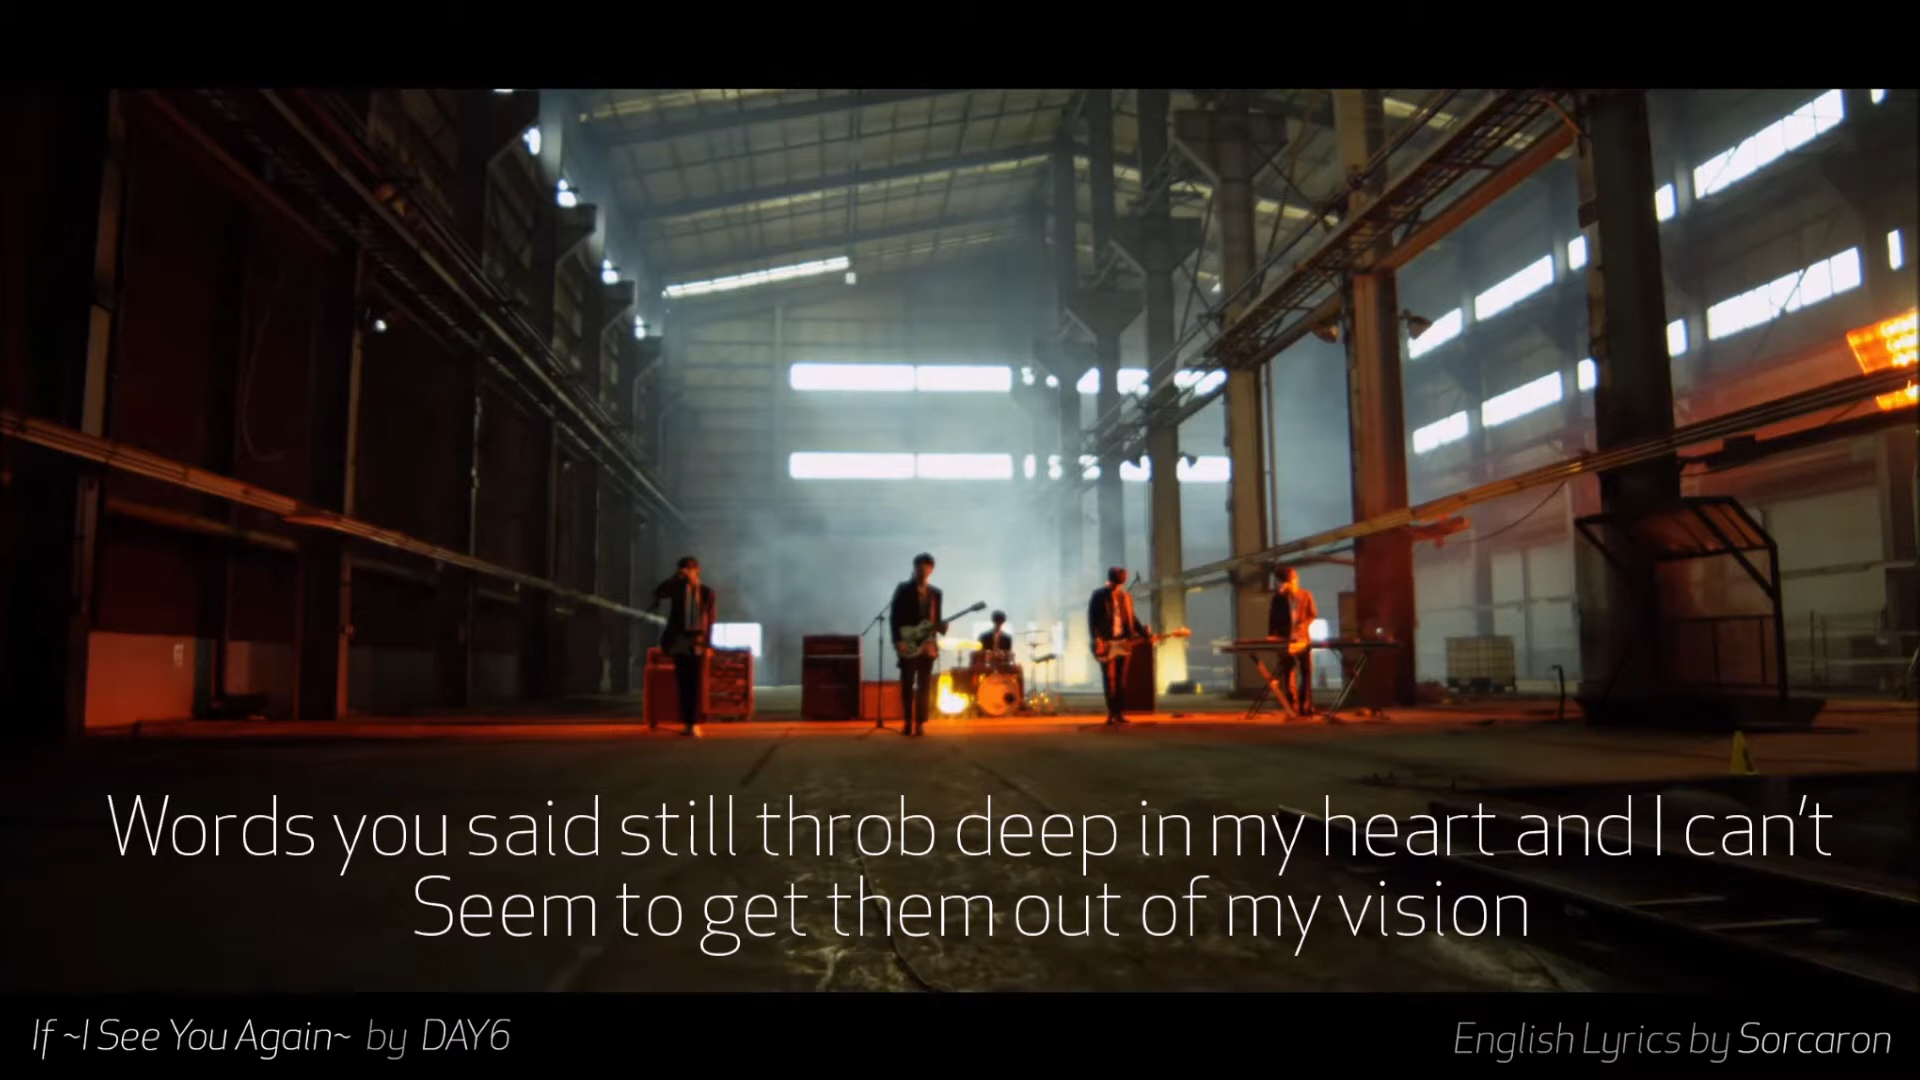 Words you said still throb deep in my heart and I can't
Seem to get them out of my vision
If ~I See You Again~ by DAY6
English Lyrics by Sorcaron